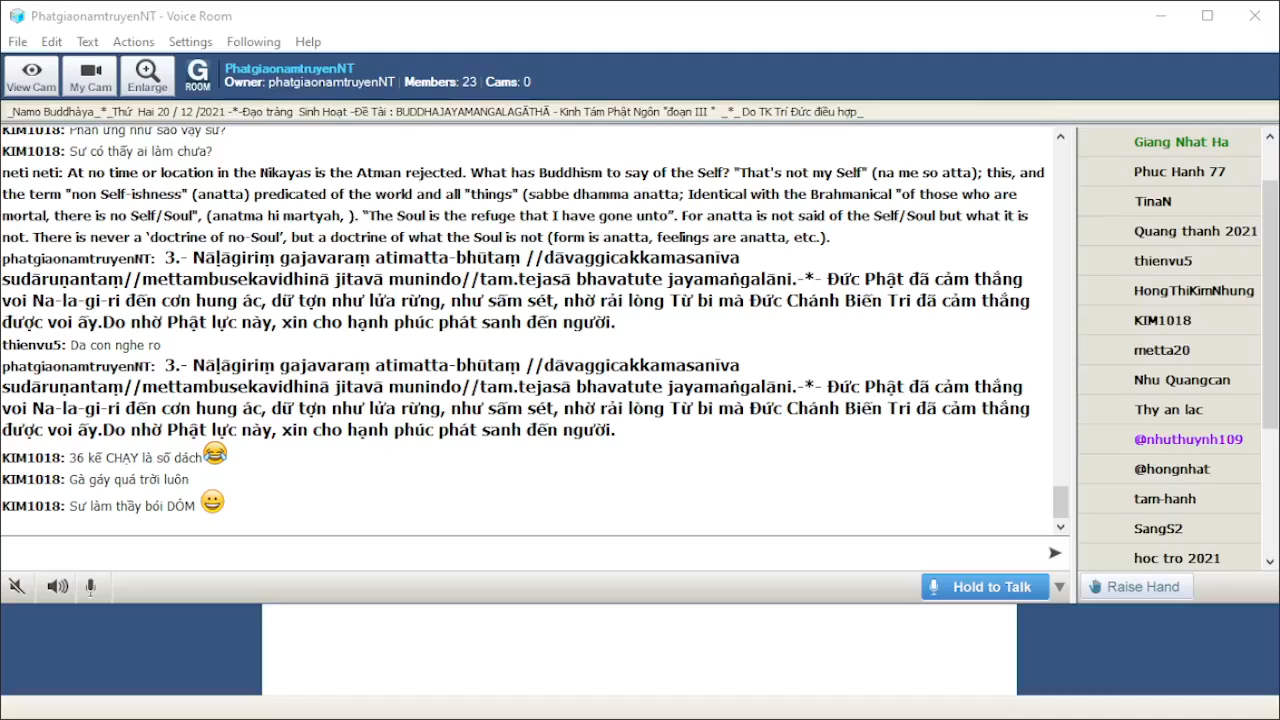 PhatgiaonamtruyenNT - Voice Room
File Edit Text Actions Settings Following Help
View Cam My Cam Enlarge G ROOM
PhatgiaonamtruyenNT
Owner: phatgiaonamtruyenNT | Members: 23 | Cams: 0
_Namo Buddhàya_*_Thứ Hai 20 / 12 /2021 -*-Đạo tràng Sinh Hoạt -Đề Tài : BUDDHAJAYAMANGALAGĀTHĀ - Kinh Tám Phật Ngôn "đoạn III " _*_ Do TK Trí Đức điều hợp_
KIM1018: Phản ứng như sao vậy sư?
KIM1018: Sư có thấy ai làm chưa?
neti neti: At no time or location in the Nikayas is the Atman rejected. What has Buddhism to say of the Self? "That's not my Self" (na me so atta); this, and
the term "non Self-ishness" (anatta) predicated of the world and all "things" (sabbe dhamma anatta; Identical with the Brahmanical "of those who are
mortal, there is no Self/Soul", (anatma hi martyah, ). "The Soul is the refuge that I have gone unto". For anatta is not said of the Self/Soul but what it is
not. There is never a 'doctrine of no-Soul', but a doctrine of what the Soul is not (form is anatta, feelings are anatta, etc.).
phatgiaonamtruyenNT: 3.- Nāḷāgiriṃ gajavaraṃ atimatta-bhūtaṃ //dāvaggicakkamasanīva
sudāruṇantaṃ//mettambusekavidhinā jitavā munindo//tam.tejasā bhavatute jayamaṅgalāni.-*- Đức Phật đã cảm thắng
voi Na-la-gi-ri đến cơn hung ác, dữ tợn như lửa rừng, như sấm sét, nhờ rải lòng Từ bi mà Đức Chánh Biến Tri đã cảm thắng
được voi ấy.Do nhờ Phật lực này, xin cho hạnh phúc phát sanh đến người.
thienvu5: Da con nghe ro
phatgiaonamtruyenNT: 3.- Nāḷāgiriṃ gajavaraṃ atimatta-bhūtaṃ //dāvaggicakkamasanīva
sudāruṇantaṃ//mettambusekavidhinā jitavā munindo//tam.tejasā bhavatute jayamaṅgalāni.-*- Đức Phật đã cảm thắng
voi Na-la-gi-ri đến cơn hung ác, dữ tợn như lửa rừng, như sấm sét, nhờ rải lòng Từ bi mà Đức Chánh Biến Tri đã cảm thắng
được voi ấy.Do nhờ Phật lực này, xin cho hạnh phúc phát sanh đến người.
KIM1018: 36 kế CHẠY là số dách😂
KIM1018: Gà gáy quá trời luôn
KIM1018: Sư làm thầy bói DÔM 😀
Hold to Talk
Giang Nhat Ha
Phuc Hanh 77
TinaN
Quang thanh 2021
thienvu5
HongThiKimNhung
KIM1018
metta20
Nhu Quangcan
Thy an lac
@nhuthuynh109
@hongnhat
tam-hanh
SangS2
hoc tro 2021
Raise Hand